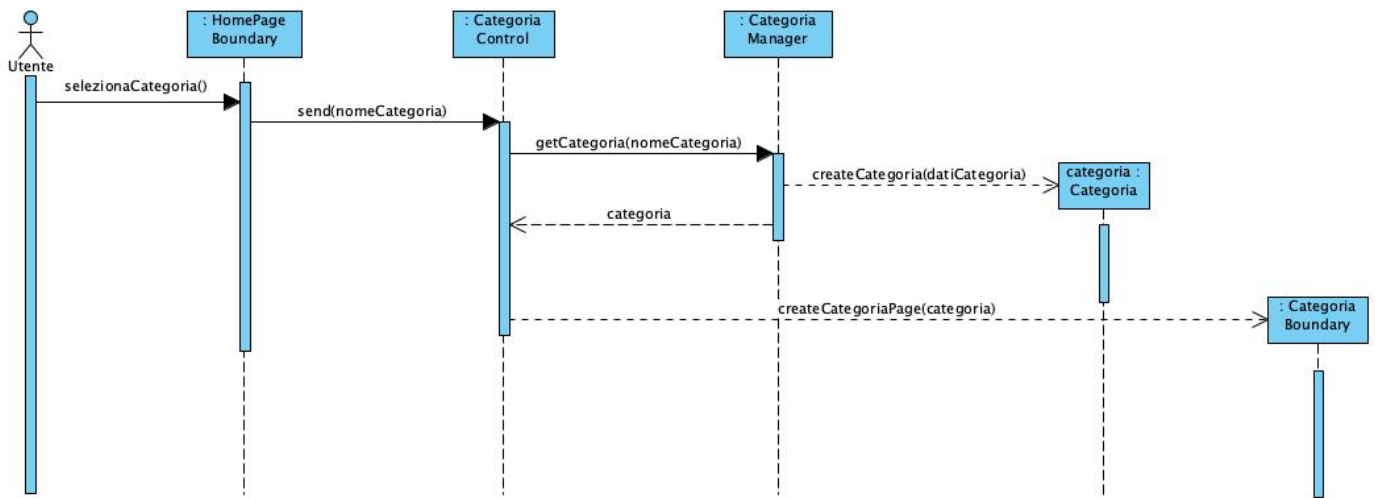 : HomePage
Boundary
: Categoria
Control
: Categoria
Manager
Utente
selezionaCategoria()
send(nomeCategoria)
getCategoria(nomeCategoria)
createCategoria(datiCategoria)
categoria :
Categoria
categoria
createCategoriaPage(categoria)
: Categoria
Boundary